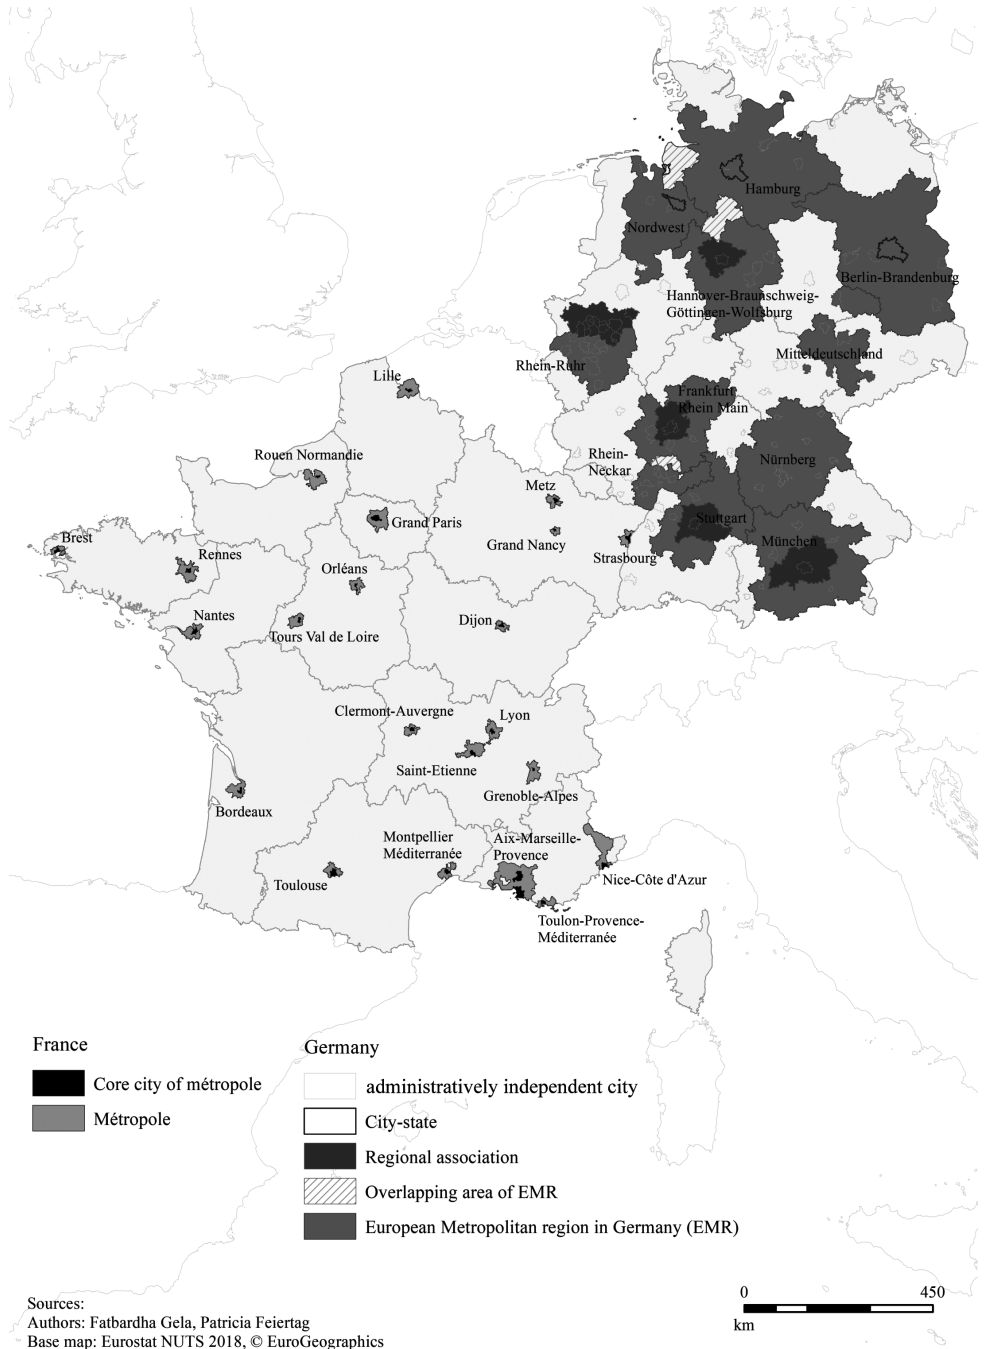 Hamburg
Nordwest
Berlin-Brandenburg
Hannover-Braunschweig-
Göttingen-Wolfsburg
Mitteldeutschland
Rhein-Ruhr
Frankfurt
Rhein Main
Rhein-
Neckar
Nürnberg
Stuttgart
München
Lille
Rouen Normandie
Metz
Grand Paris
Grand Nancy
Strasbourg
Brest
Rennes
Orléans
Nantes
Tours Val de Loire
Dijon
Clermont-Auvergne
Lyon
Saint-Etienne
Grenoble-Alpes
Bordeaux
Montpellier
Méditerranée
Aix-Marseille-
Provence
Toulouse
Nice-Côte d'Azur
Toulon-Provence-
Méditerranée
France
Core city of métropole
Métropole
Germany
administratively independent city
City-state
Regional association
Overlapping area of EMR
European Metropolitan region in Germany (EMR)
0 450
km
Sources:
Authors: Fatbardha Gela, Patricia Feiertag
Base map: Eurostat NUTS 2018, © EuroGeographics